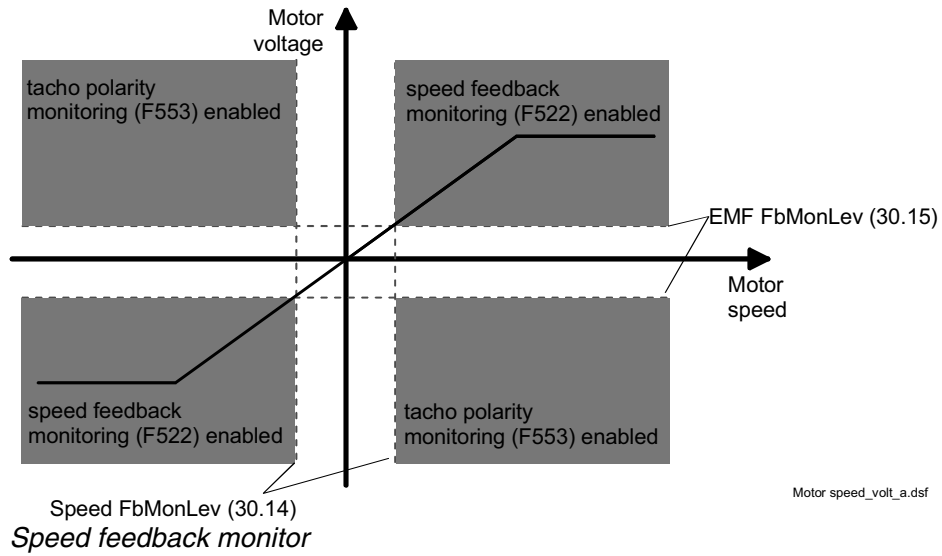 Motor
voltage
tacho polarity
monitoring (F553) enabled
speed feedback
monitoring (F522) enabled
EMF FbMonLev (30.15)
Motor
speed
speed feedback
monitoring (F522) enabled
tacho polarity
monitoring (F553) enabled
Speed FbMonLev (30.14)
Motor speed_volt_a.dsf
Speed feedback monitor